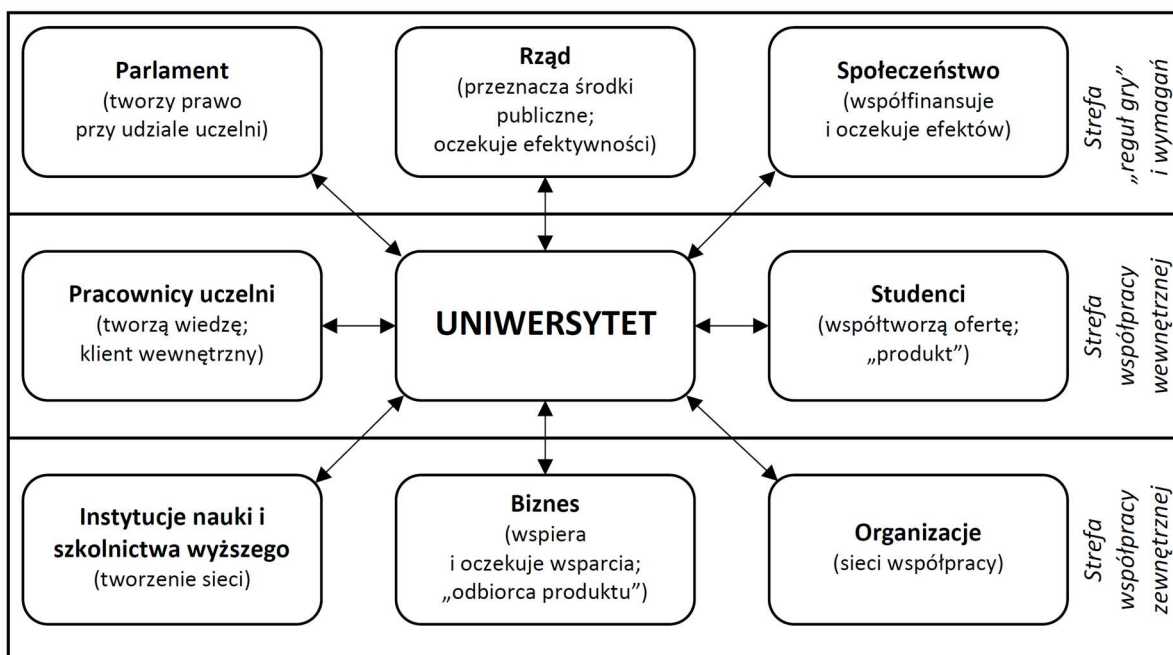 Parlament
(tworzy prawo
przy udziale uczelni)
Rząd
(przeznacza środki
publiczne;
oczekuje efektywności)
Społeczeństwo
(współfinansuje
i oczekuje efektów)
Strefa
„reguł gry”
i wymagań
Pracownicy uczelni
(tworzą wiedzę;
klient wewnętrzny)
UNIWERSYTET
Studenci
(współtworzą ofertę;
„produkt”)
Strefa
współpracy
wewnętrznej
Instytucje nauki i
szkolnictwa wyższego
(tworzenie sieci)
Biznes
(wspiera
i oczekuje wsparcia;
„odbiorca produktu”)
Organizacje
(sieci współpracy)
Strefa
współpracy
zewnętrznej